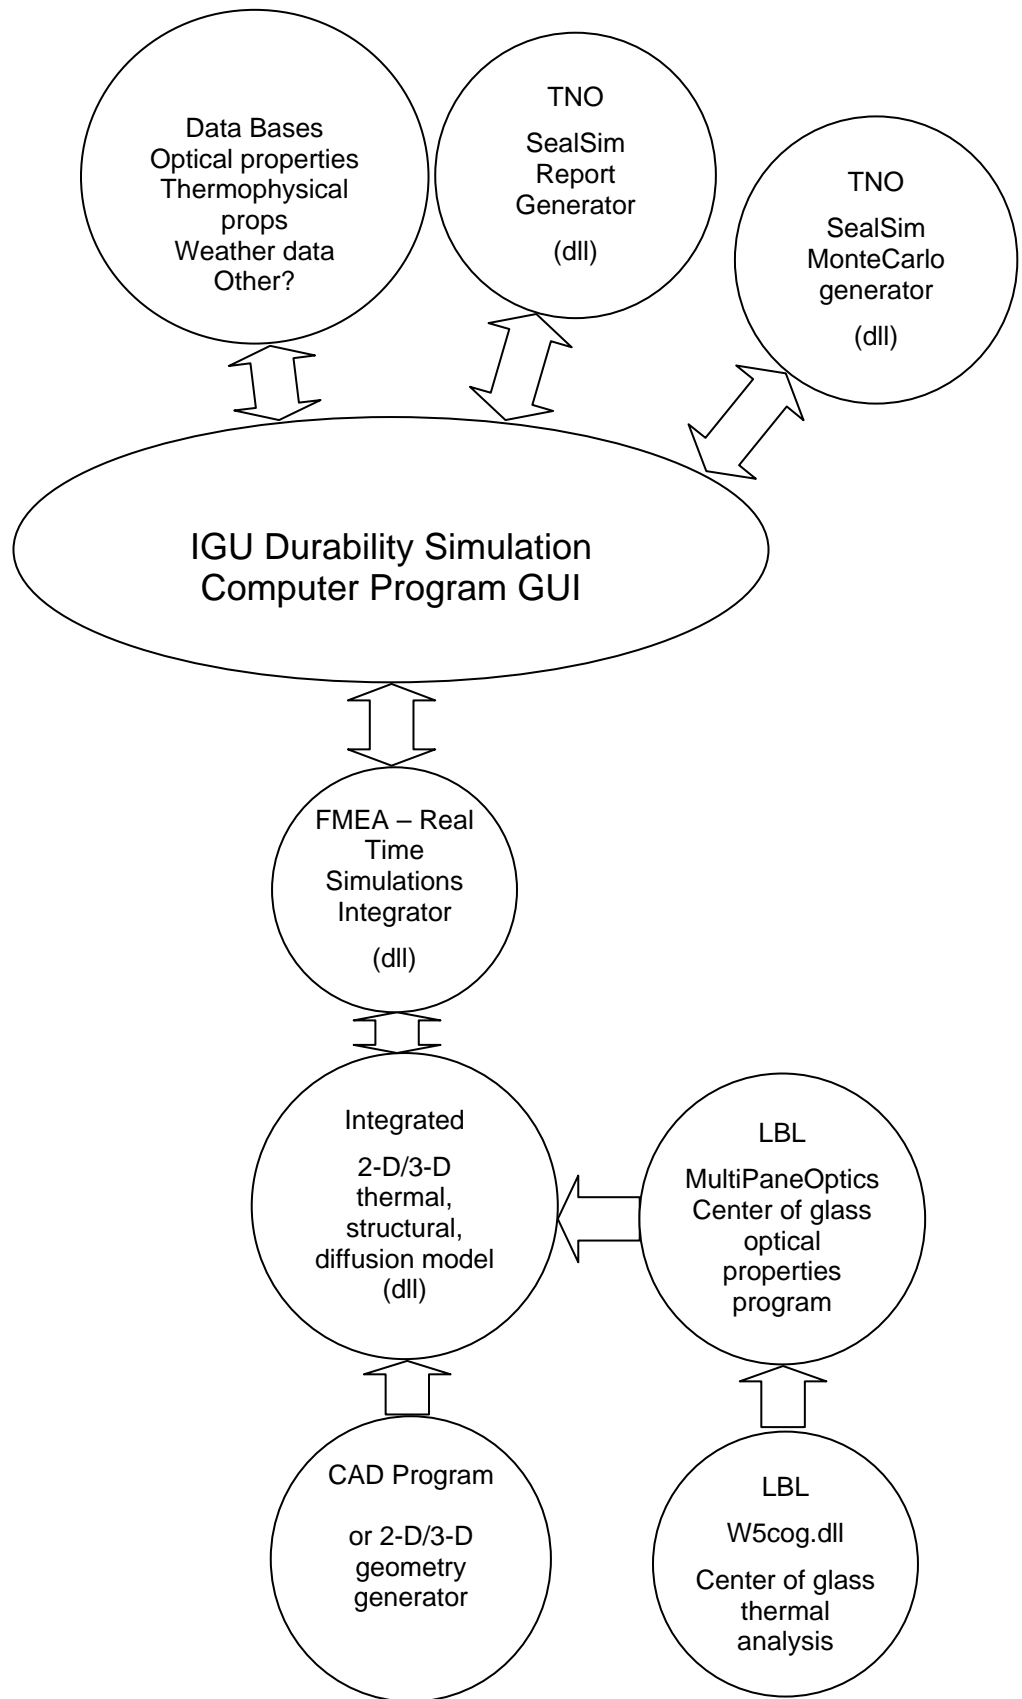 Data Bases
Optical properties
Thermophysical
props
Weather data
Other?
TNO
SealSim
Report
Generator
(dll)
TNO
SealSim
MonteCarlo
generator
(dll)
IGU Durability Simulation
Computer Program GUI
FMEA – Real
Time
Simulations
Integrator
(dll)
Integrated
2-D/3-D
thermal,
structural,
diffusion model
(dll)
LBL
MultiPaneOptics
Center of glass
optical
properties
program
CAD Program
or 2-D/3-D
geometry
generator
LBL
W5cog.dll
Center of glass
thermal
analysis